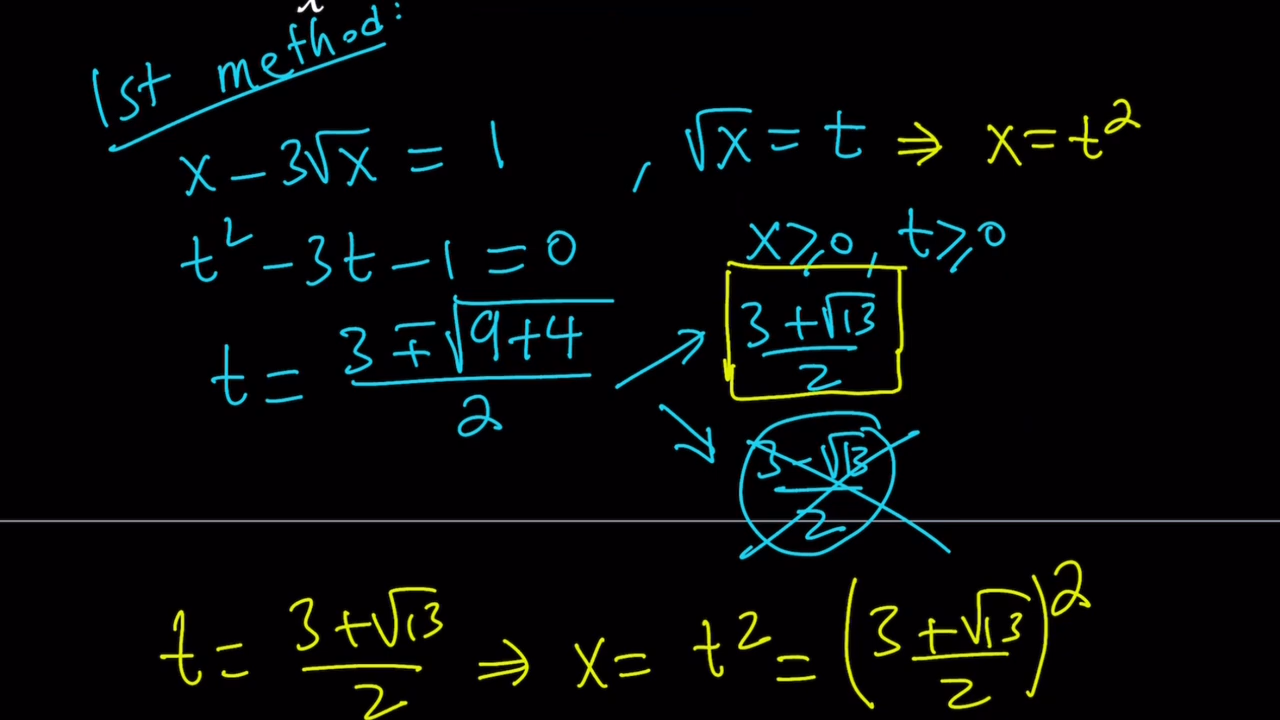 x
1st method:
x - 3√x = 1 , √x = t ⇒ x = t²
t² - 3t - 1 = 0
x ≥ 0, t ≥ 0
t = (3 ∓ √(9+4))/2 ↗ (3+√13)/2
↘ (3-√13)/2
t = (3+√13)/2 ⇒ x = t² = ((3+√13)/2)²